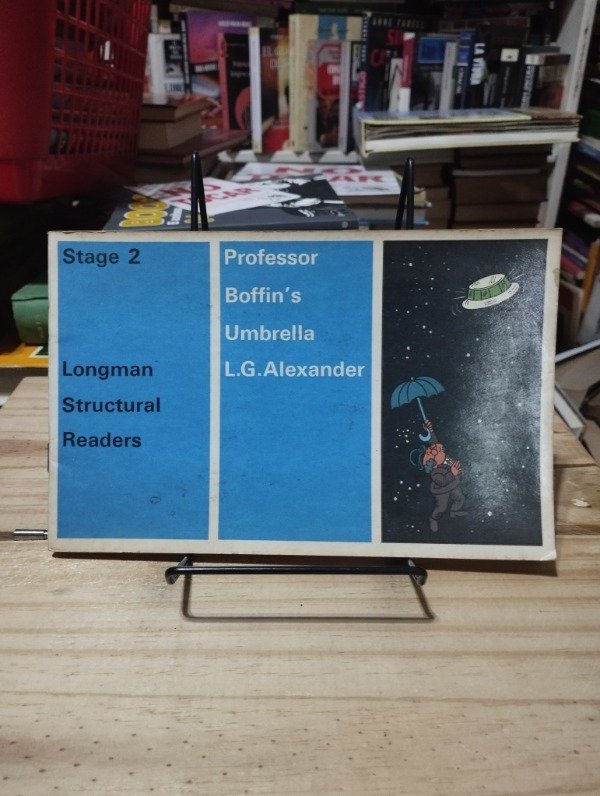 Stage 2
Longman
Structural
Readers
Professor
Boffin's
Umbrella
L.G.Alexander